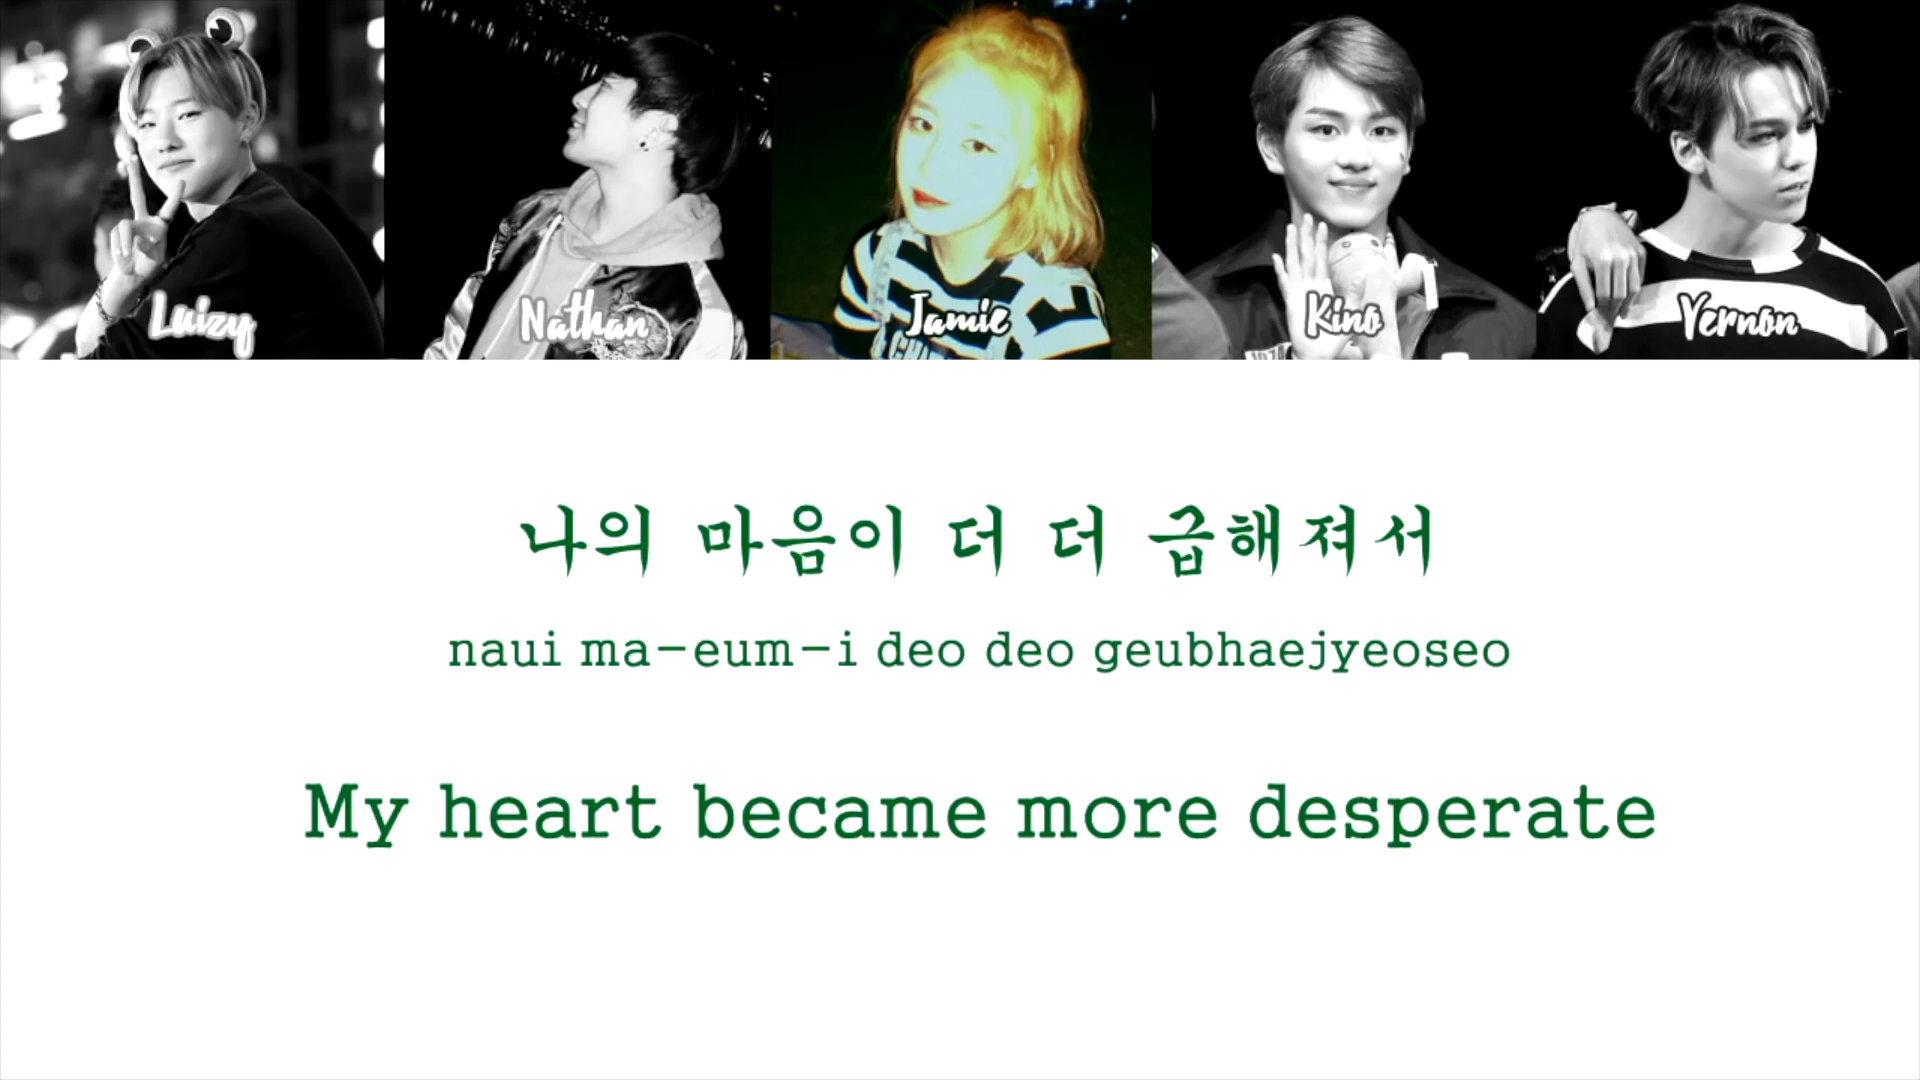 Luizy
Nathan
Jamie
Kino
Vernon
나의 마음이 더 더 급해져서
naui ma-eum-i deo deo geubhaejyeoseo
My heart became more desperate